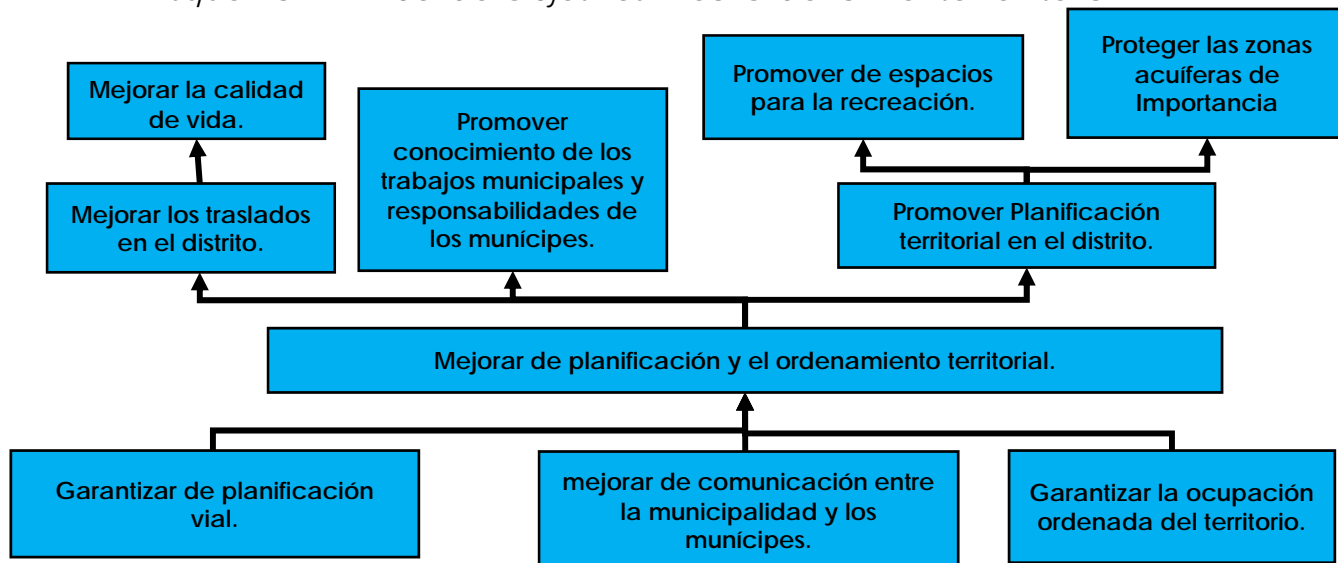 Mejorar la calidad
de vida.
Promover
conocimiento de los
trabajos municipales y
responsabilidades de
los munícipes.
Promover de espacios
para la recreación.
Proteger las zonas
acuíferas de
Importancia
Mejorar los traslados
en el distrito.
Promover Planificación
territorial en el distrito.
Mejorar de planificación y el ordenamiento territorial.
Garantizar de planificación
vial.
mejorar de comunicación entre
la municipalidad y los
munícipes.
Garantizar la ocupación
ordenada del territorio.